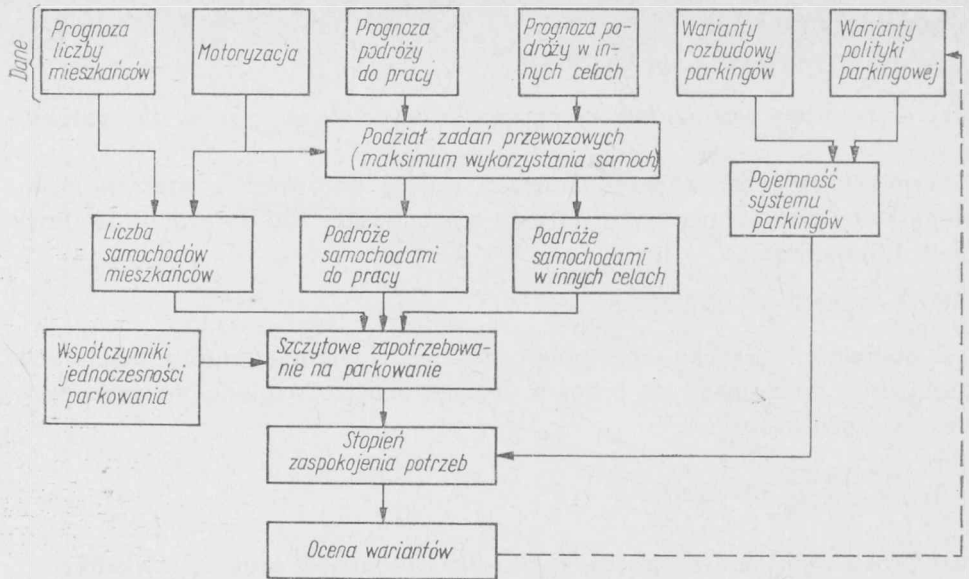 Dane
Prognoza
liczby
mieszkańców
Motoryzacja
Prognoza
podróży
do pracy
Prognoza po-
dróży w in-
nych celach
Warianty
rozbudowy
parkingów
Warianty
polityki
parkingowej
Podział zadań przewozowych
(maksimum wykorzystania samoch)
Pojemność
systemu
parkingów
Liczba
samochodów
mieszkańców
Podróże
samochodami
do pracy
Podróże
samochodami
w innych celach
Współczynniki
jednoczesności
parkowania
Szczytowe zapotrzebowa-
nie na parkowanie
Stopień
zaspokojenia potrzeb
Ocena wariantów